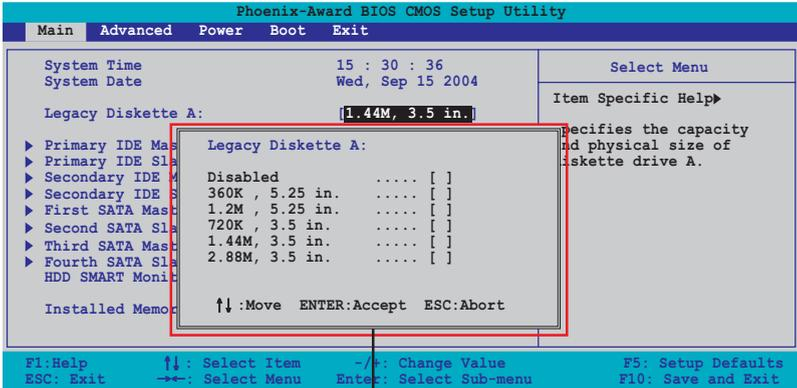 Phoenix-Award BIOS CMOS Setup Utility
Main Advanced Power Boot Exit
System Time 15 : 30 : 36
System Date Wed, Sep 15 2004
Select Menu
Legacy Diskette A: [1.44M, 3.5 in.]
Item Specific Help▶
pecifies the capacity
nd physical size of
iskette drive A.
▶ Primary IDE Mas
▶ Primary IDE Sla
▶ Secondary IDE M
▶ Secondary IDE S
▶ First SATA Mast
▶ Second SATA Sla
▶ Third SATA Mast
▶ Fourth SATA Sla
HDD SMART Monit
Installed Memor
Legacy Diskette A:
Disabled ..... [ ]
360K , 5.25 in. ..... [ ]
1.2M , 5.25 in. ..... [ ]
720K , 3.5 in. ..... [ ]
1.44M, 3.5 in. ..... [ ]
2.88M, 3.5 in. ..... [ ]
↑↓ :Move ENTER:Accept ESC:Abort
F1:Help ↑↓ : Select Item -/+: Change Value F5: Setup Defaults
ESC: Exit →←: Select Menu Enter: Select Sub-menu F10: Save and Exit